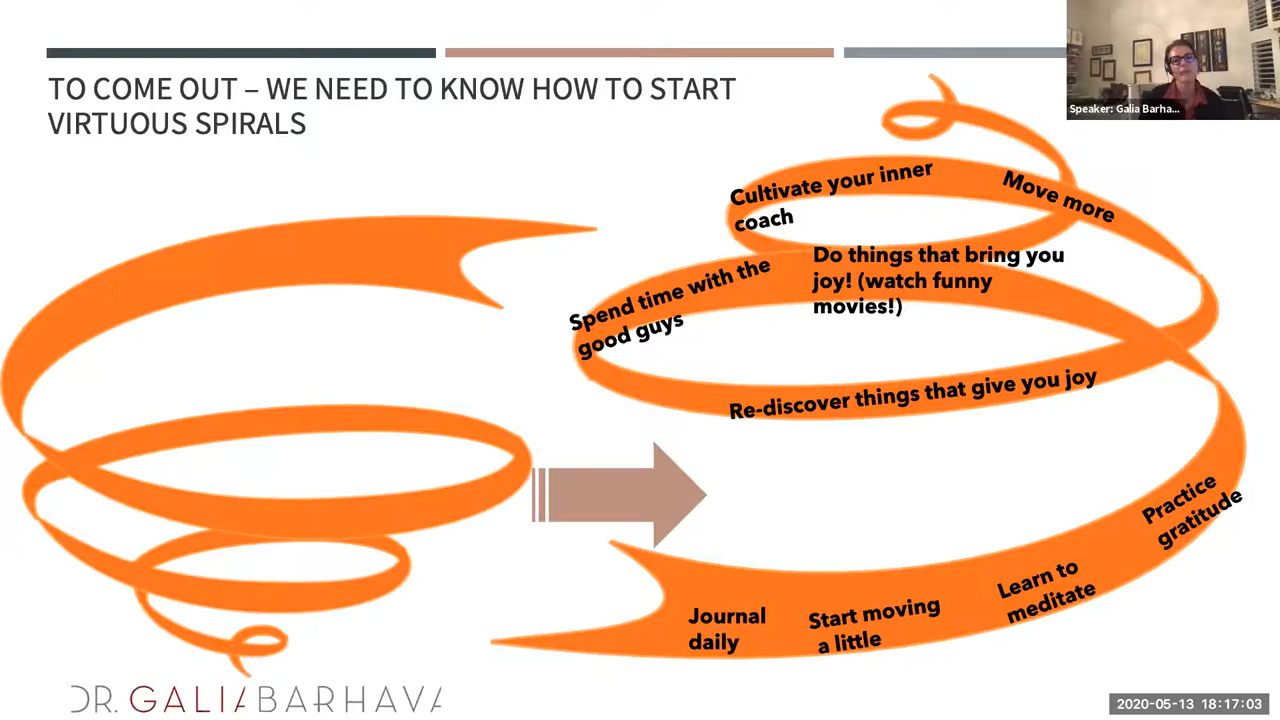 TO COME OUT – WE NEED TO KNOW HOW TO START
VIRTUOUS SPIRALS
Speaker: Galia Barha...
Cultivate your inner
coach
Move more
Spend time with the
good guys
Do things that bring you
joy! (watch funny
movies!)
Re-discover things that give you joy
Practice
gratitude
Learn to
meditate
Start moving
a little
Journal
daily
DR. GALIA BARHAVA
2020-05-13 18:17:03